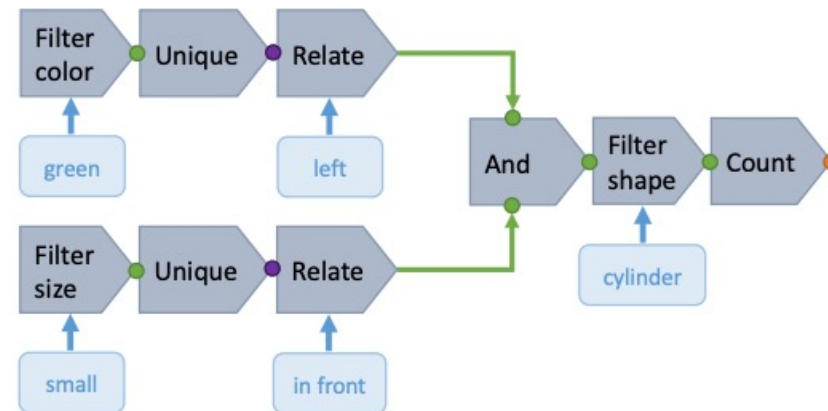 Filter
color
Unique
Relate
green
left
And
Filter
shape
Count
cylinder
Filter
size
Unique
Relate
small
in front